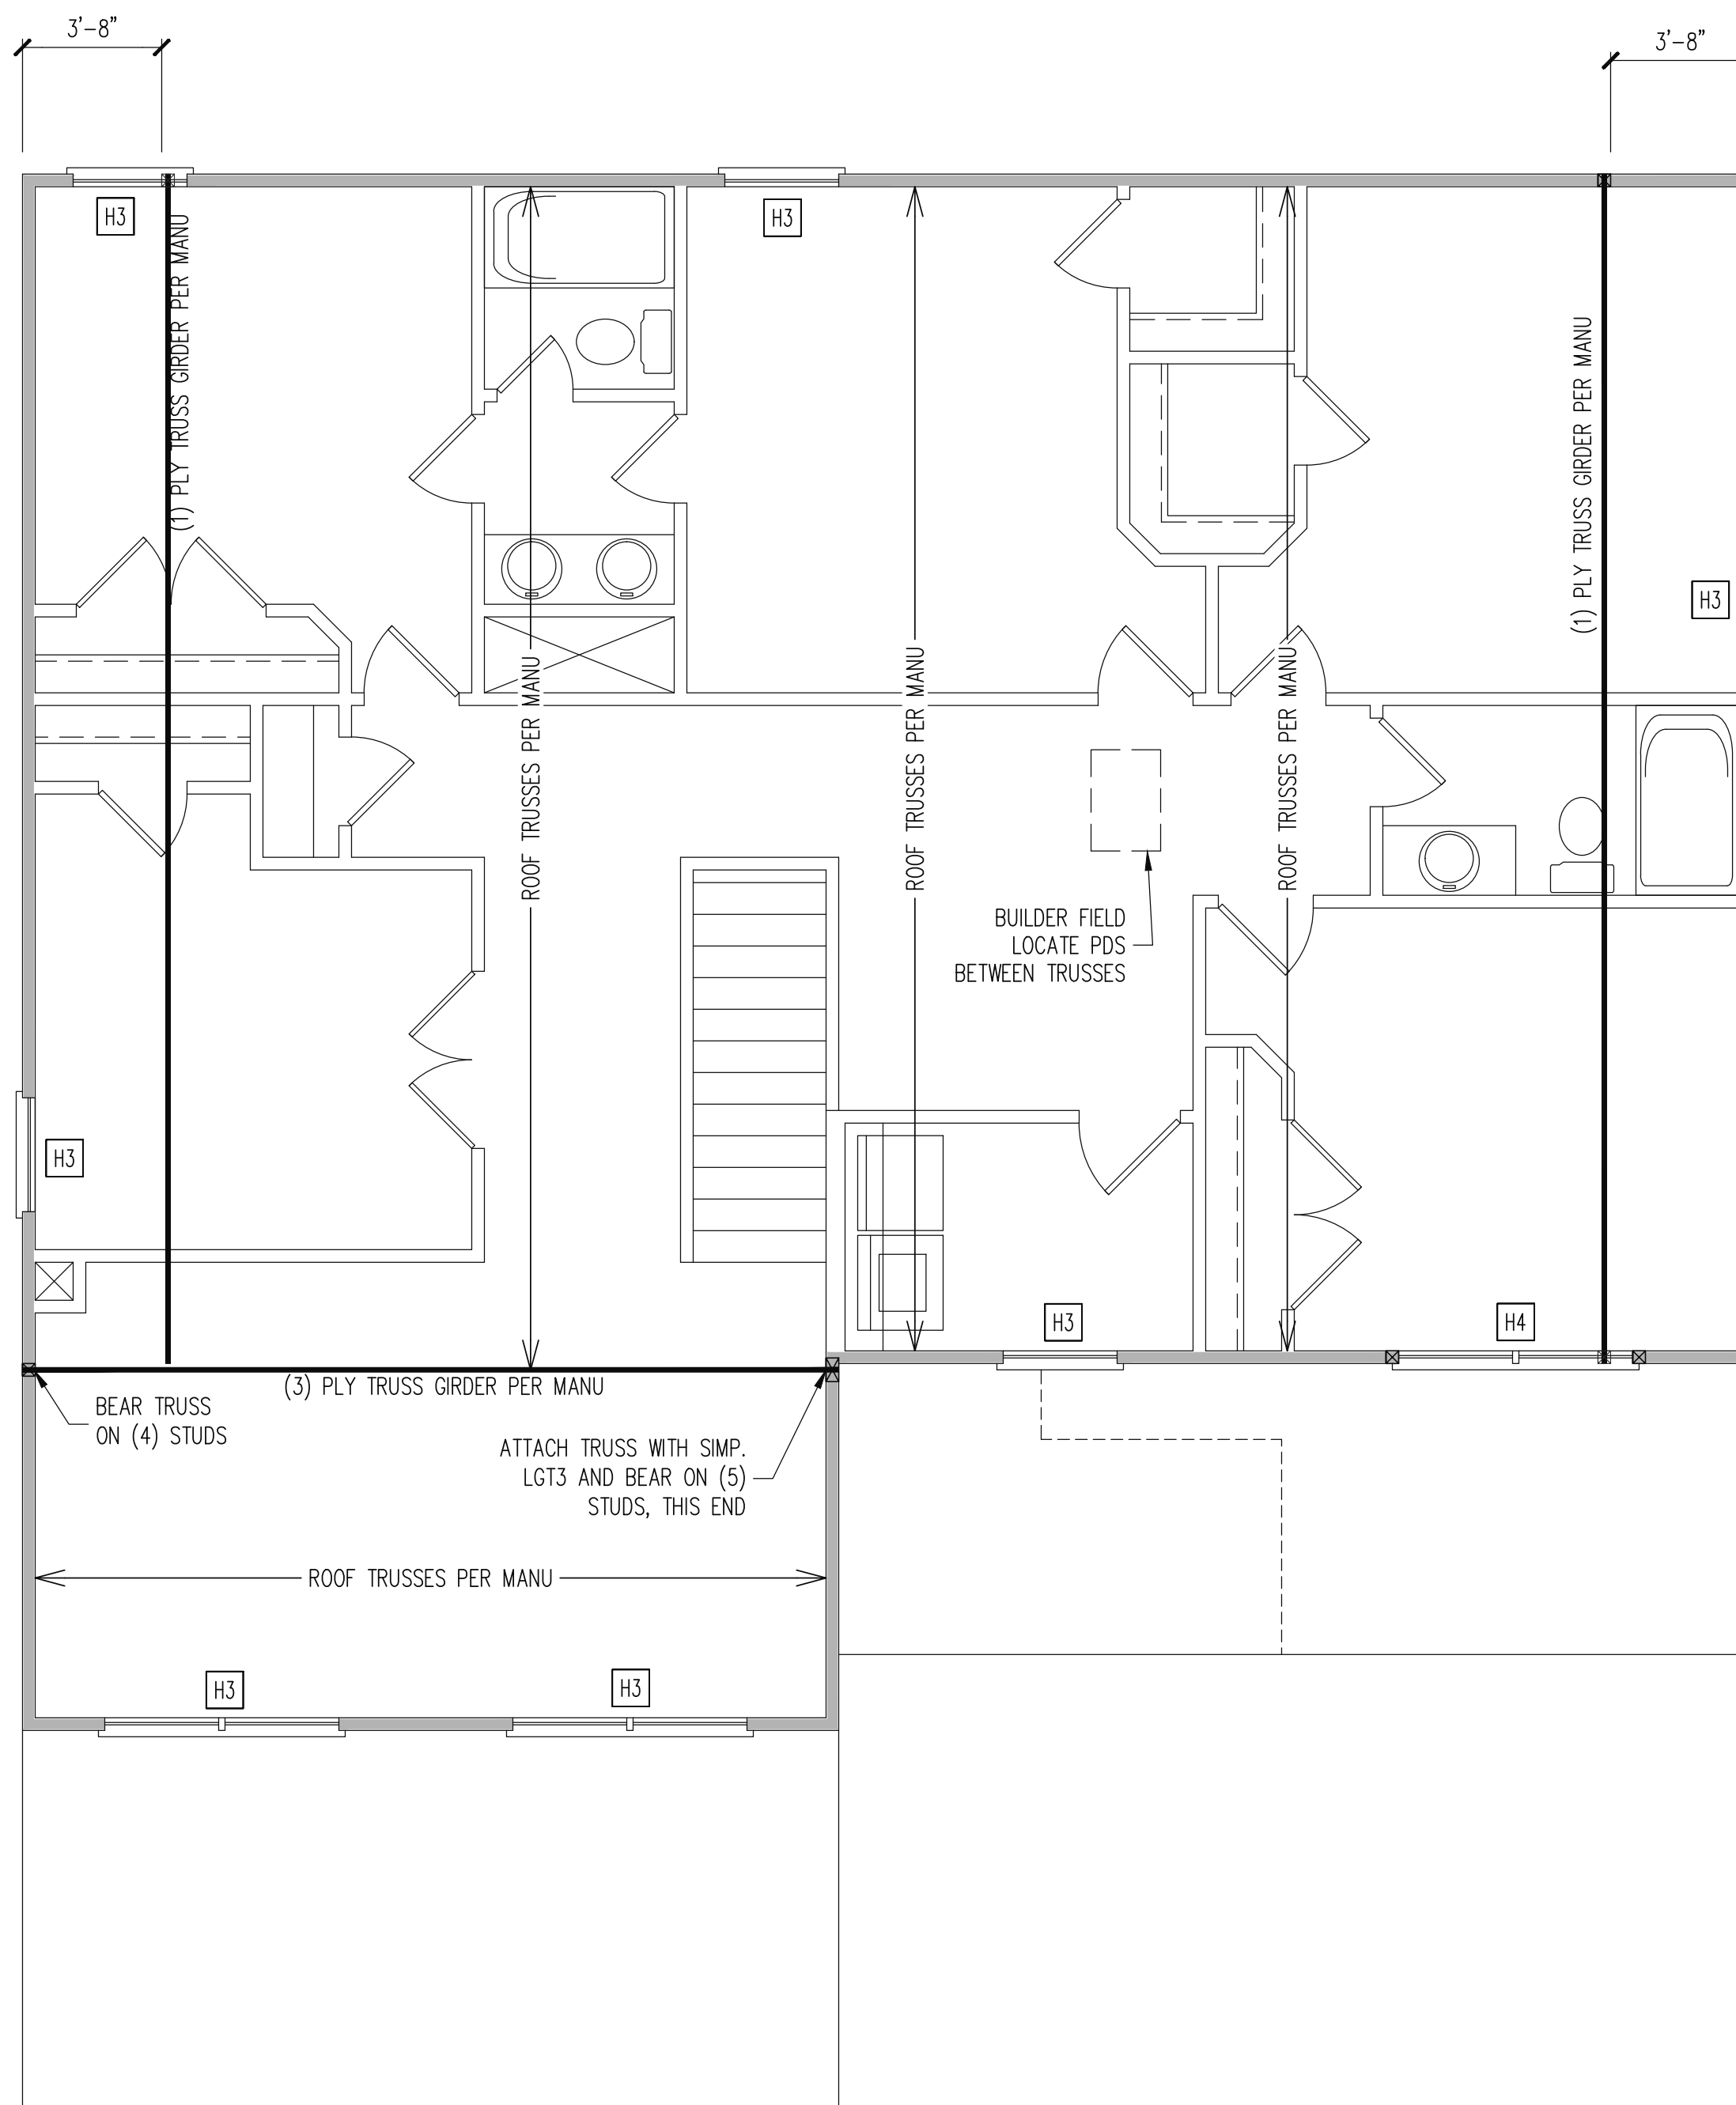 3'-8"
3'-8"
H3
H3
(1) PLY TRUSS GIRDER PER MANU
(1) PLY TRUSS GIRDER PER MANU
H3
ROOF TRUSSES PER MANU
ROOF TRUSSES PER MANU
ROOF TRUSSES PER MANU
BUILDER FIELD
LOCATE PDS
BETWEEN TRUSSES
H3
H3
H4
(3) PLY TRUSS GIRDER PER MANU
BEAR TRUSS
ON (4) STUDS
ATTACH TRUSS WITH SIMP.
LGT3 AND BEAR ON (5)
STUDS, THIS END
ROOF TRUSSES PER MANU
H3
H3